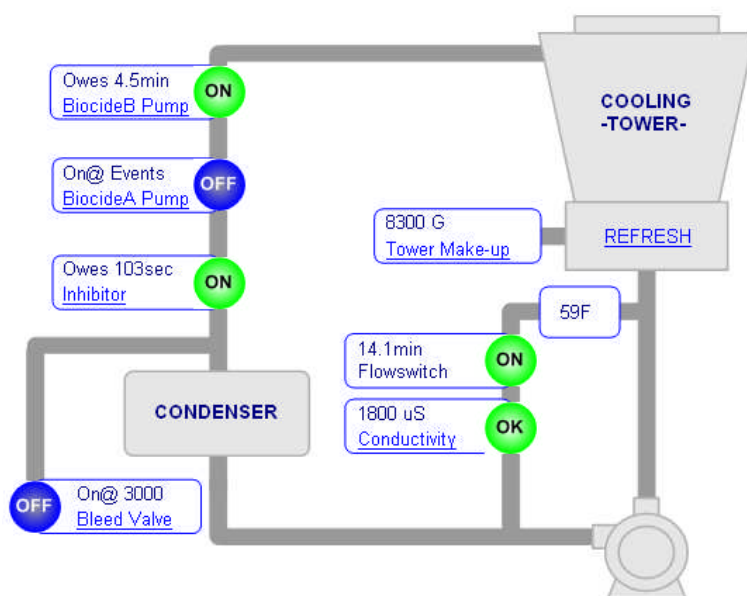 Owes 4.5min
BiocideB Pump
ON
COOLING
-TOWER-
On@ Events
BiocideA Pump
OFF
8300 G
Tower Make-up
REFRESH
Owes 103sec
Inhibitor
ON
59F
14.1min
Flowswitch
ON
CONDENSER
1800 uS
Conductivity
OK
OFF
On@ 3000
Bleed Valve